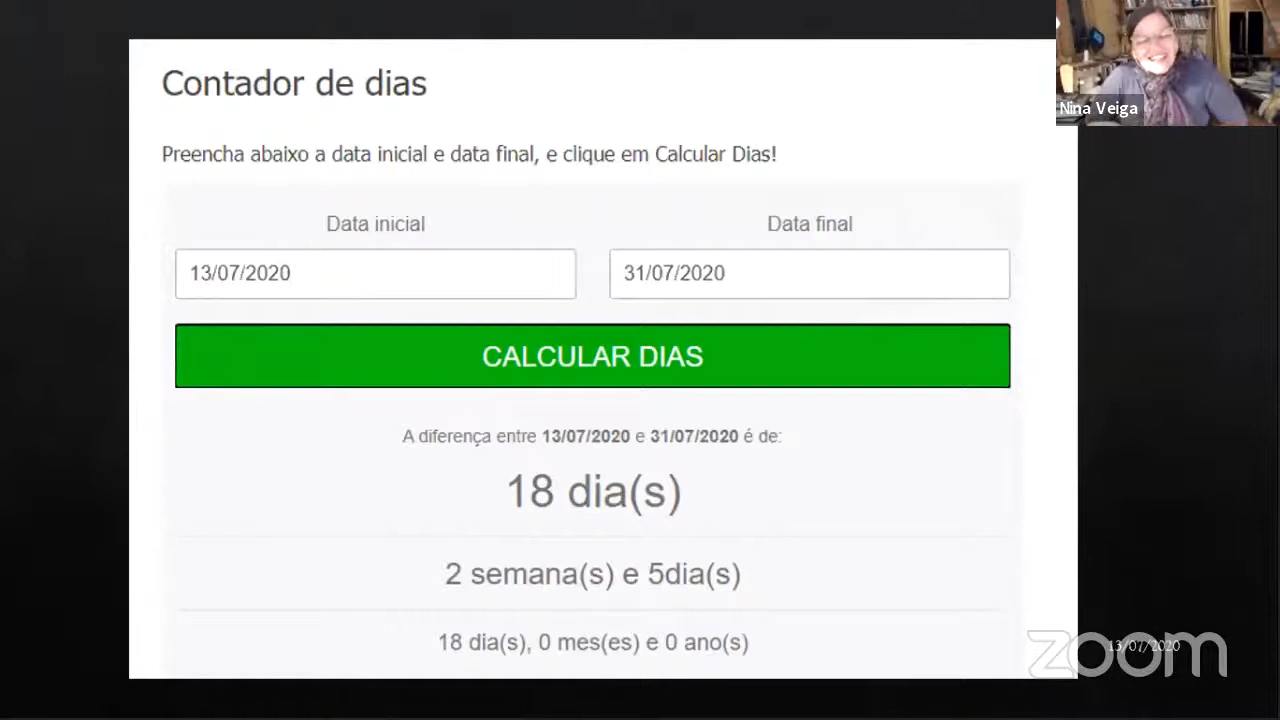 Contador de dias
Nina Veiga
Preencha abaixo a data inicial e data final, e clique em Calcular Dias!
Data inicial
Data final
13/07/2020
31/07/2020
CALCULAR DIAS
A diferença entre 13/07/2020 e 31/07/2020 é de:
18 dia(s)
2 semana(s) e 5dia(s)
18 dia(s), 0 mes(es) e 0 ano(s)
zoom
13/07/2020